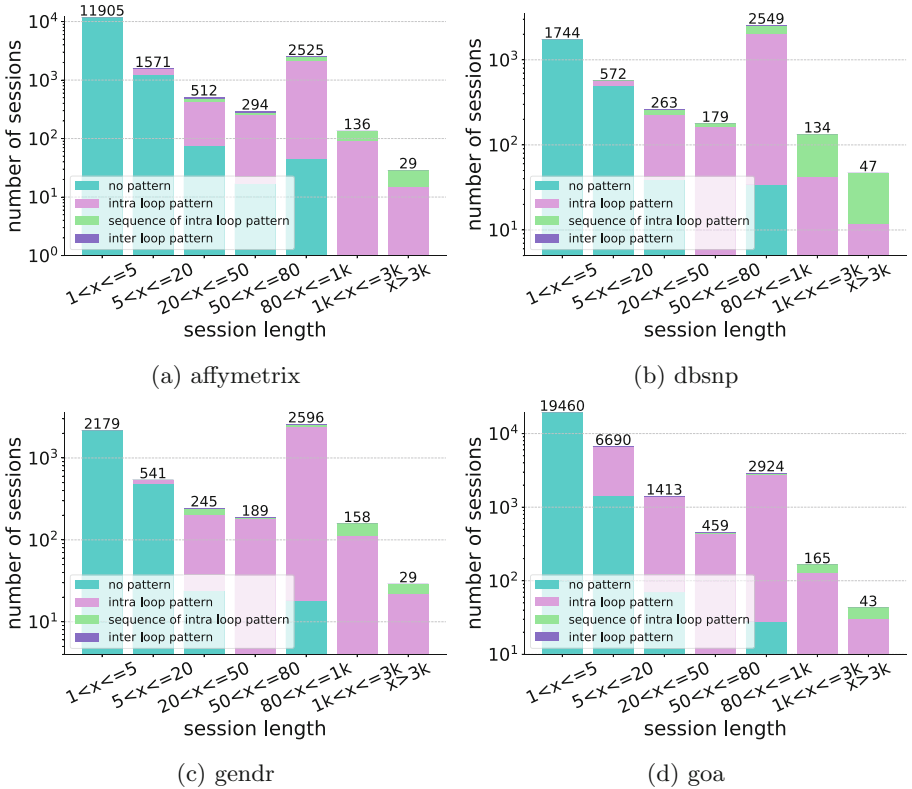 number of sessions
10^4
10^3
10^2
10^1
10^0
11905
1571
512
294
2525
136
29
no pattern
intra loop pattern
sequence of intra loop pattern
inter loop pattern
1<x<=5
5<x<=20
20<x<=50
50<x<=80
80<x<=1k
1k<x<=3k
x>3k
session length
(a) affymetrix
number of sessions
10^3
10^2
10^1
1744
572
263
179
2549
134
47
no pattern
intra loop pattern
sequence of intra loop pattern
inter loop pattern
1<x<=5
5<x<=20
20<x<=50
50<x<=80
80<x<=1k
1k<x<=3k
x>3k
session length
(b) dbsnp
number of sessions
10^3
10^2
10^1
2179
541
245
189
2596
158
29
no pattern
intra loop pattern
sequence of intra loop pattern
inter loop pattern
1<x<=5
5<x<=20
20<x<=50
50<x<=80
80<x<=1k
1k<x<=3k
x>3k
session length
(c) gendr
number of sessions
10^4
10^3
10^2
10^1
19460
6690
1413
459
2924
165
43
no pattern
intra loop pattern
sequence of intra loop pattern
inter loop pattern
1<x<=5
5<x<=20
20<x<=50
50<x<=80
80<x<=1k
1k<x<=3k
x>3k
session length
(d) goa